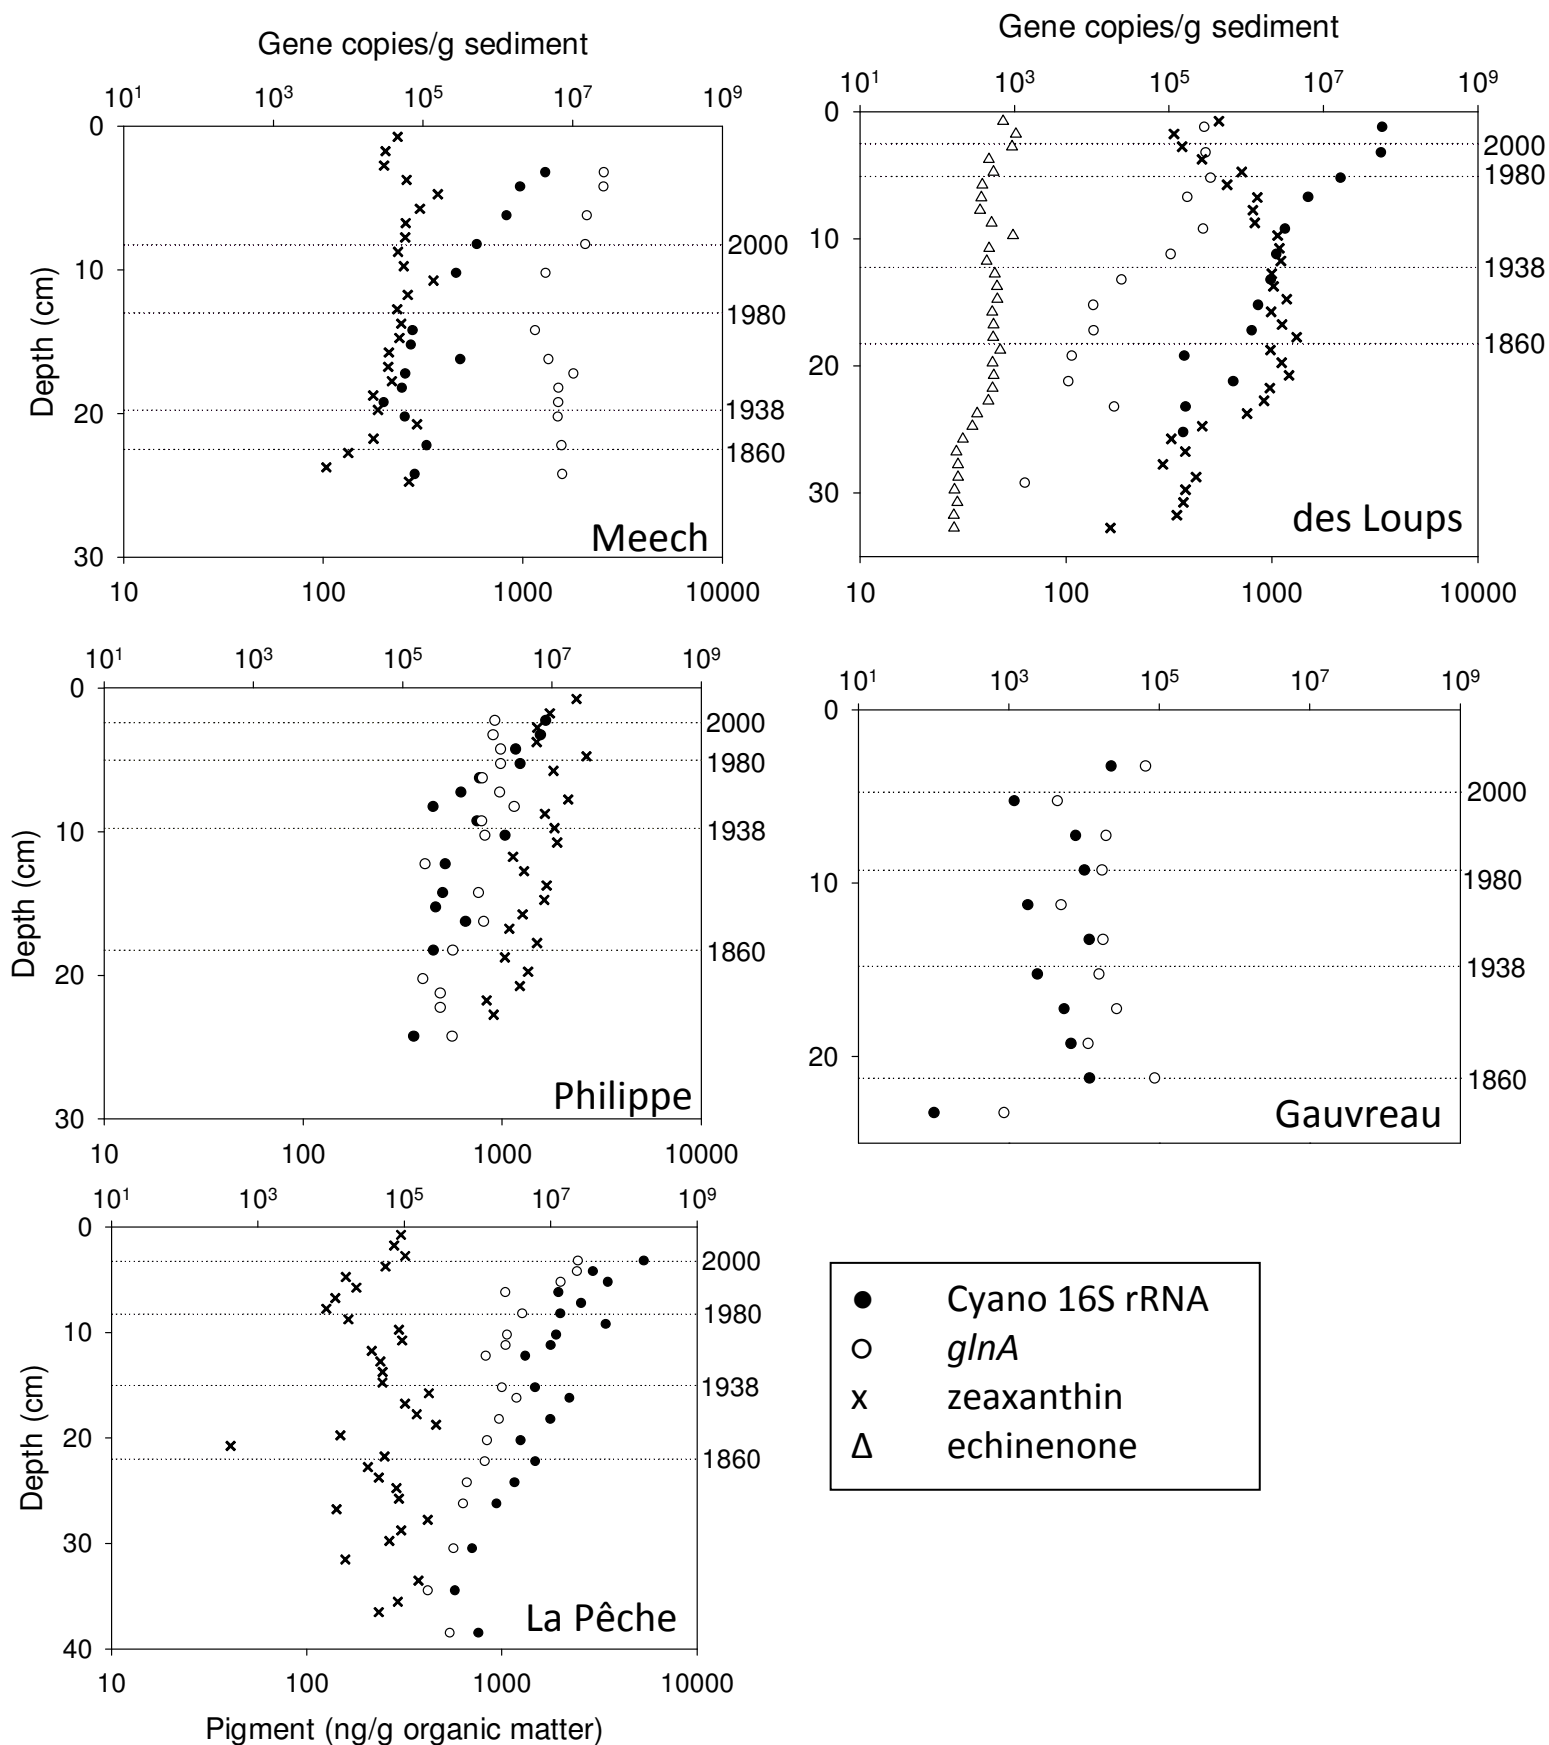 Gene copies/g sediment
10¹ 10³ 10⁵ 10⁷ 10⁹
0
10
20
30
Depth (cm)
2000
1980
1938
1860
Meech
10 100 1000 10000
Gene copies/g sediment
10¹ 10³ 10⁵ 10⁷ 10⁹
0
10
20
30
2000
1980
1938
1860
des Loups
10 100 1000 10000
10¹ 10³ 10⁵ 10⁷ 10⁹
0
10
20
30
Depth (cm)
2000
1980
1938
1860
Philippe
10 100 1000 10000
10¹ 10³ 10⁵ 10⁷ 10⁹
0
10
20
2000
1980
1938
1860
Gauvreau
10¹ 10³ 10⁵ 10⁷ 10⁹
0
10
20
30
40
Depth (cm)
2000
1980
1938
1860
La Pêche
10 100 1000 10000
Pigment (ng/g organic matter)
● Cyano 16S rRNA
○ glnA
x zeaxanthin
Δ echinenone